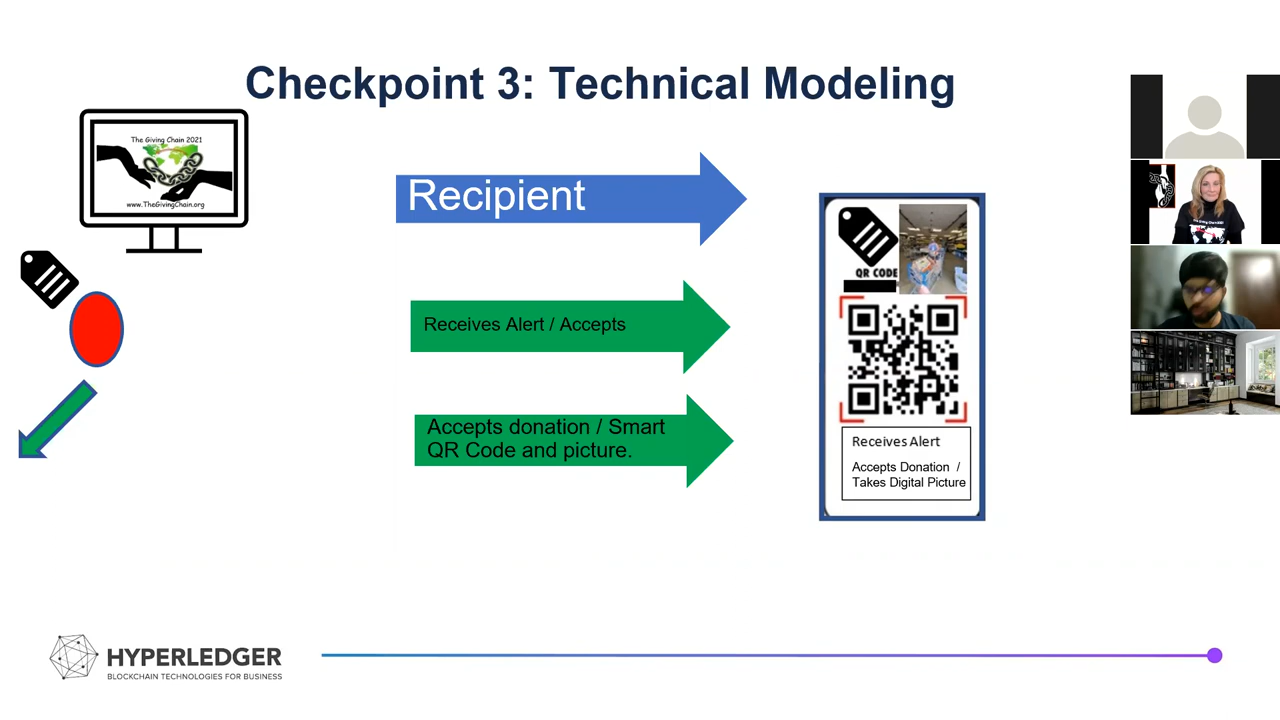 Checkpoint 3: Technical Modeling
The Giving Chain 2021
www.TheGivingChain.org
Recipient
Receives Alert / Accepts
Accepts donation / Smart
QR Code and picture.
QR CODE
Receives Alert
Accepts Donation /
Takes Digital Picture
HYPERLEDGER
BLOCKCHAIN TECHNOLOGIES FOR BUSINESS